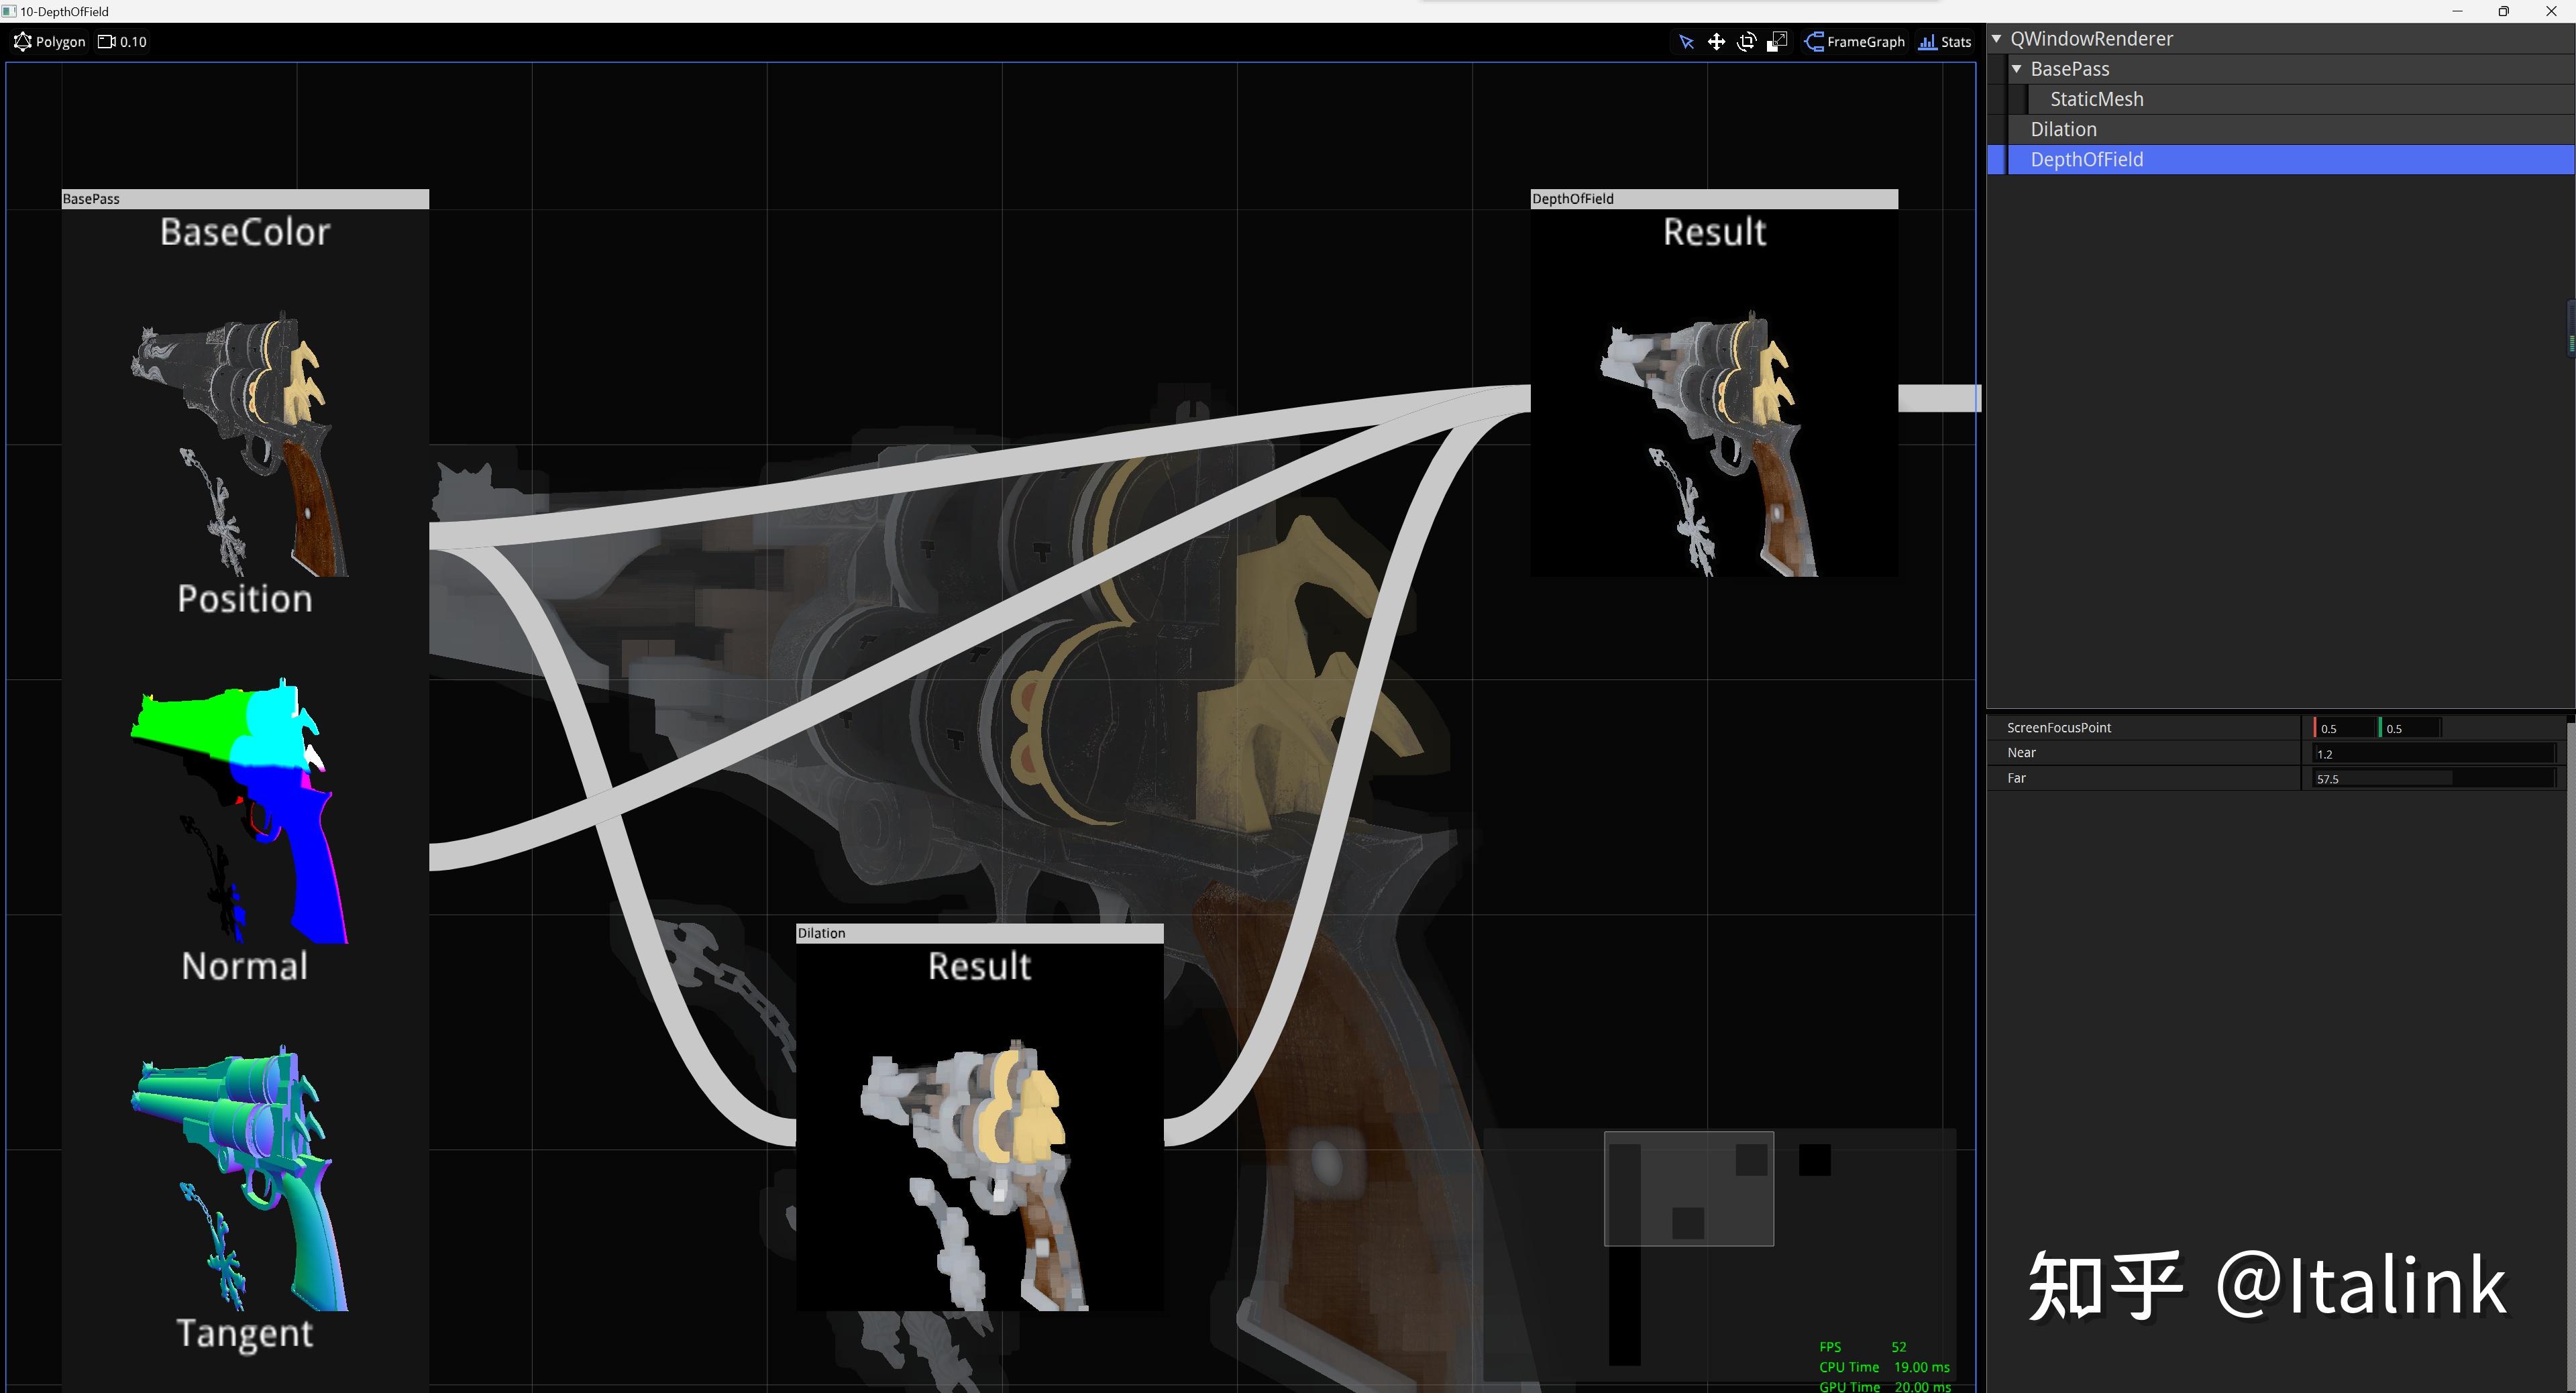 10-DepthOfField
Polygon 0.10
FrameGraph Stats
BasePass
BaseColor
Position
Normal
Tangent
DepthOfField
Result
Dilation
Result
FPS 52
CPU Time 19.00 ms
GPU Time 20.00 ms
QWindowRenderer
BasePass
StaticMesh
Dilation
DepthOfField
ScreenFocusPoint 0.5 0.5
Near 1.2
Far 57.5
知乎 @Italink